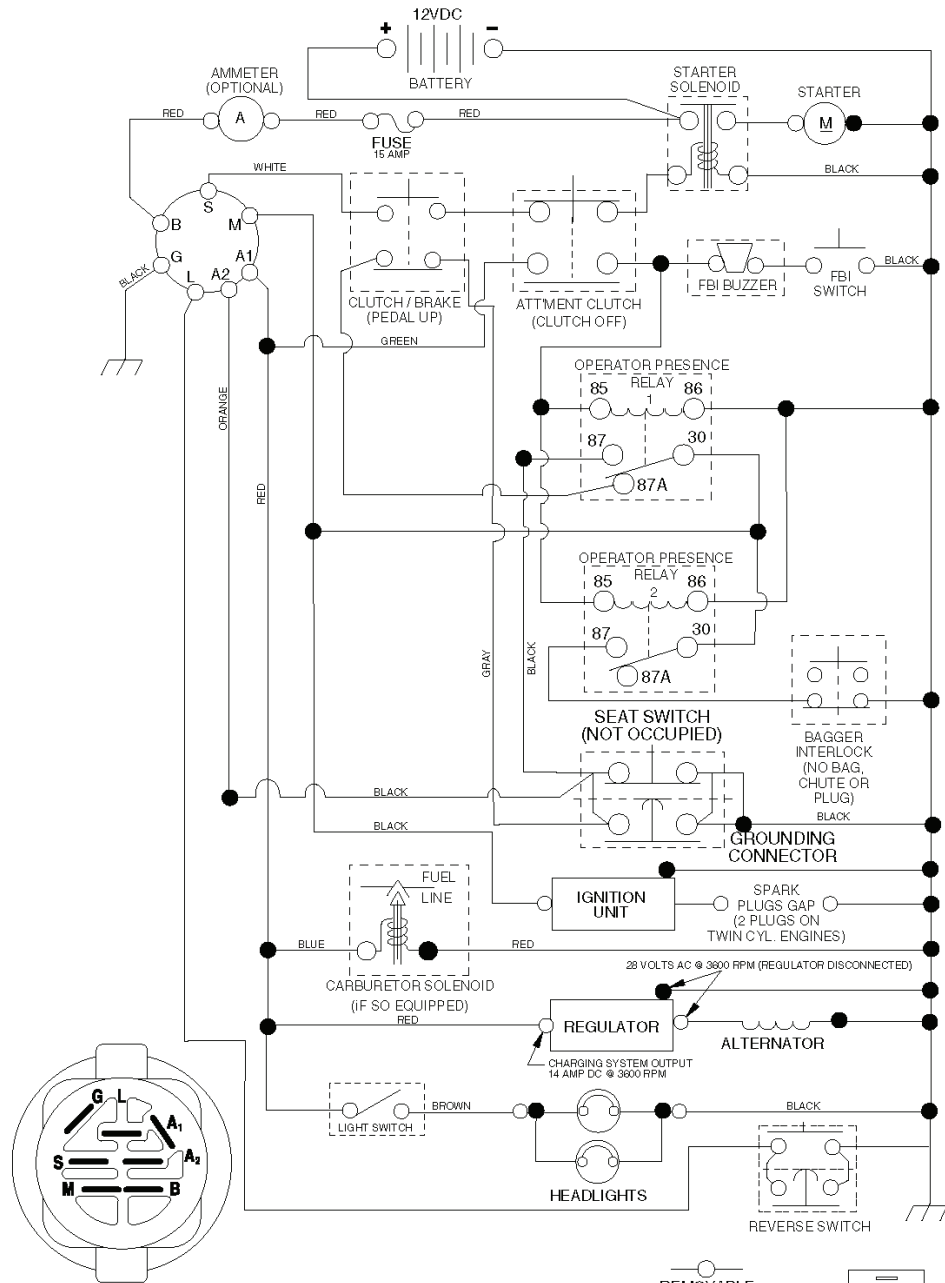 12VDC
+
−
BATTERY
AMMETER
(OPTIONAL)
A
RED
RED
RED
FUSE
15 AMP
STARTER
SOLENOID
STARTER
M
BLACK
WHITE
S
M
B
G
L
A2
A1
BLACK
CLUTCH / BRAKE
(PEDAL UP)
ATT'MENT CLUTCH
(CLUTCH OFF)
FBI BUZZER
FBI
SWITCH
BLACK
GREEN
ORANGE
RED
OPERATOR PRESENCE
RELAY
1
85
86
87
30
87A
OPERATOR PRESENCE
RELAY
2
85
86
87
30
87A
GRAY
BLACK
SEAT SWITCH
(NOT OCCUPIED)
BAGGER
INTERLOCK
(NO BAG,
CHUTE OR
PLUG)
BLACK
BLACK
BLACK
GROUNDING
CONNECTOR
FUEL
LINE
IGNITION
UNIT
SPARK
PLUGS GAP
(2 PLUGS ON
TWIN CYL. ENGINES)
BLUE
RED
CARBURETOR SOLENOID
(iF SO EQUIPPED)
28 VOLTS AC @ 3600 RPM (REGULATOR DISCONNECTED)
RED
REGULATOR
ALTERNATOR
CHARGING SYSTEM OUTPUT
14 AMP DC @ 3600 RPM
LIGHT SWITCH
BROWN
BLACK
HEADLIGHTS
REVERSE SWITCH
G
L
A1
A2
S
M
B
REMOVABLE